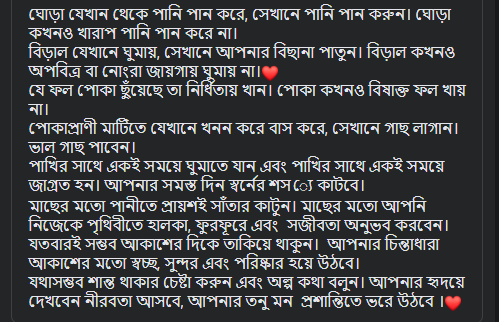 ঘোড়া যেখান থেকে পানি পান করে, সেখানে পানি পান করুন। ঘোড়া
কখনও খারাপ পানি পান করে না।
বিড়াল যেখানে ঘুমায়, সেখানে আপনার বিছানা পাতুন। বিড়াল কখনও
অপবিত্র বা নোংরা জায়গায় ঘুমায় না।❤️
যে ফল পোকা ছুঁয়েছে তা নির্ধিতায় খান। পোকা কখনও বিষাক্ত ফল খায়
না।
পোকাপ্রাণী মাটিতে যেখানে খনন করে বাস করে, সেখানে গাছ লাগান।
ভাল গাছ পাবেন।
পাখির সাথে একই সময়ে ঘুমাতে যান এবং পাখির সাথে একই সময়ে
জাগ্রত হন। আপনার সমস্ত দিন স্বর্নের শস্যে কাটবে।
মাছের মতো পানীতে প্রায়শই সাঁতার কাটুন। মাছের মতো আপনি
নিজেকে পৃথিবীতে হালকা, ফুরফুরে এবং সজীবতা অনুভব করবেন।
যতবারই সম্ভব আকাশের দিকে তাকিয়ে থাকুন। আপনার চিন্তাধারা
আকাশের মতো স্বচ্ছ, সুন্দর এবং পরিষ্কার হয়ে উঠবে।
যথাসম্ভব শান্ত থাকার চেষ্টা করুন এবং অল্প কথা বলুন। আপনার হৃদয়ে
দেখবেন নীরবতা আসবে, আপনার তনু মন প্রশান্তিতে ভরে উঠবে ।❤️